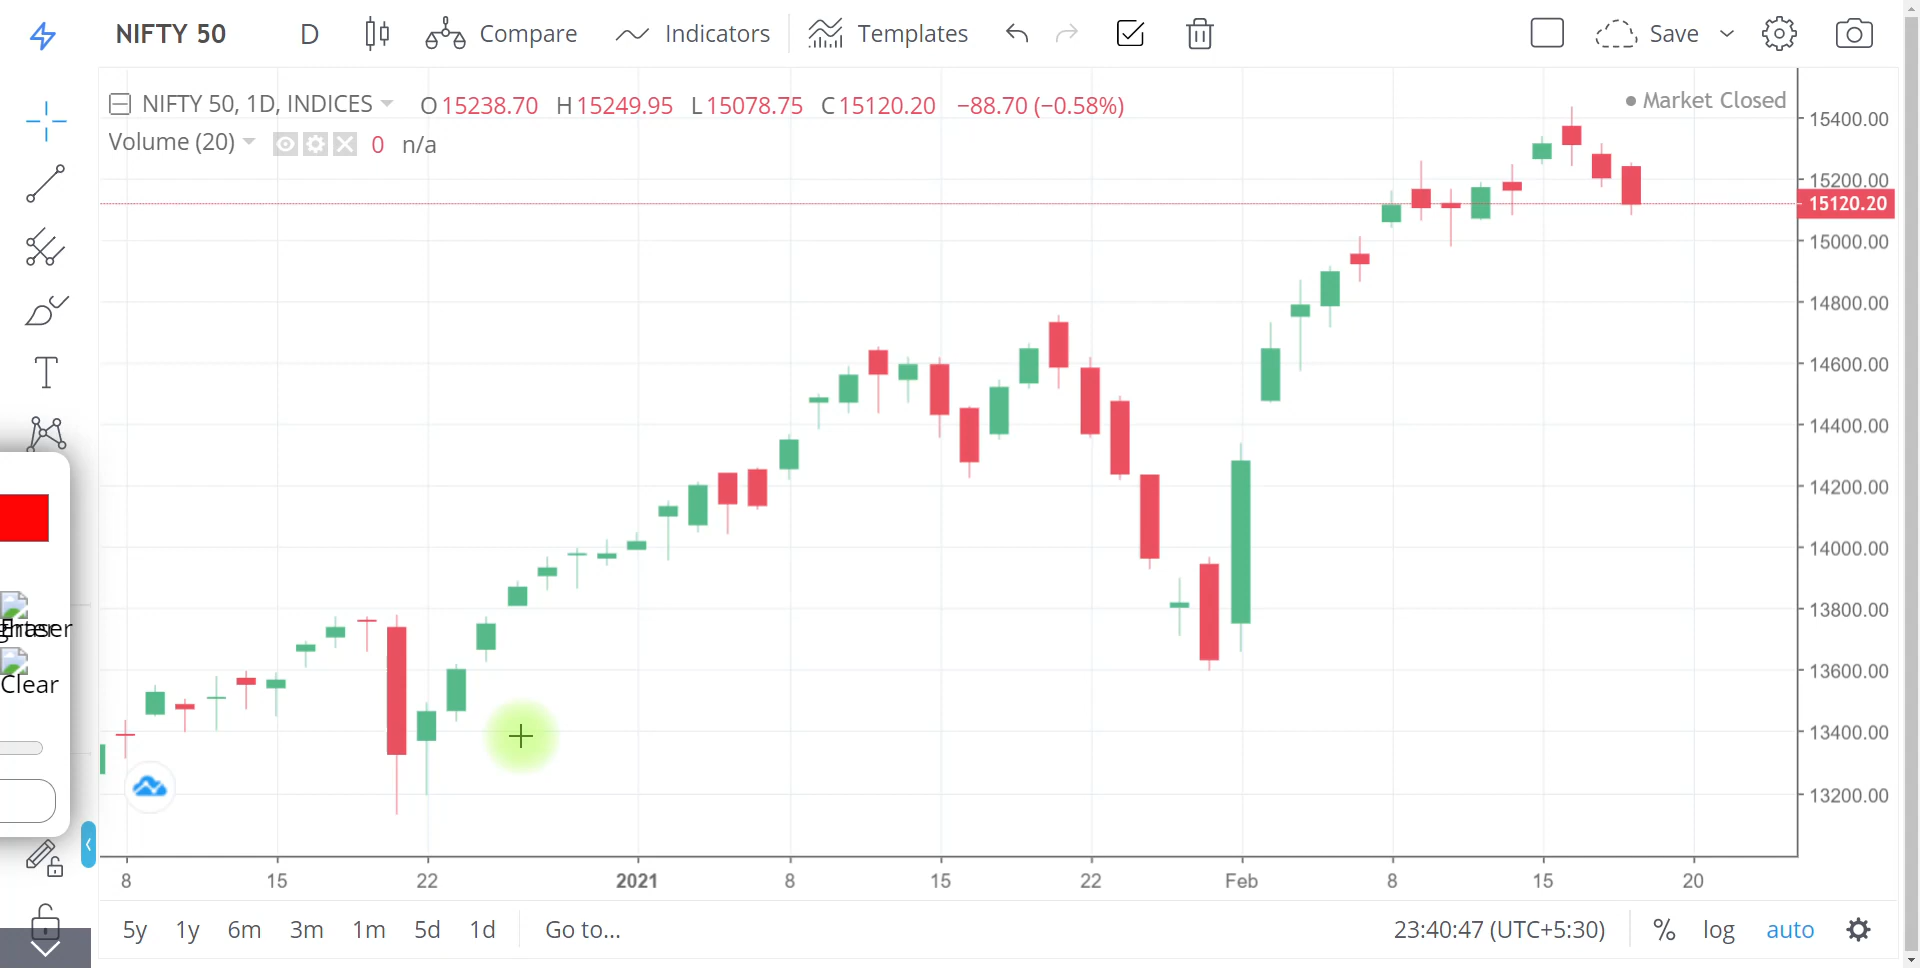 NIFTY 50 D Compare Indicators Templates Save
NIFTY 50, 1D, INDICES O 15238.70 H 15249.95 L 15078.75 C 15120.20 −88.70 (−0.58%)
Market Closed
Volume (20) 0 n/a
15400.00
15200.00
15120.20
15000.00
14800.00
14600.00
14400.00
14200.00
14000.00
13800.00
13600.00
13400.00
13200.00
Eraser
Clear
8 15 22 2021 8 15 22 Feb 8 15 20
5y 1y 6m 3m 1m 5d 1d Go to... 23:40:47 (UTC+5:30) % log auto